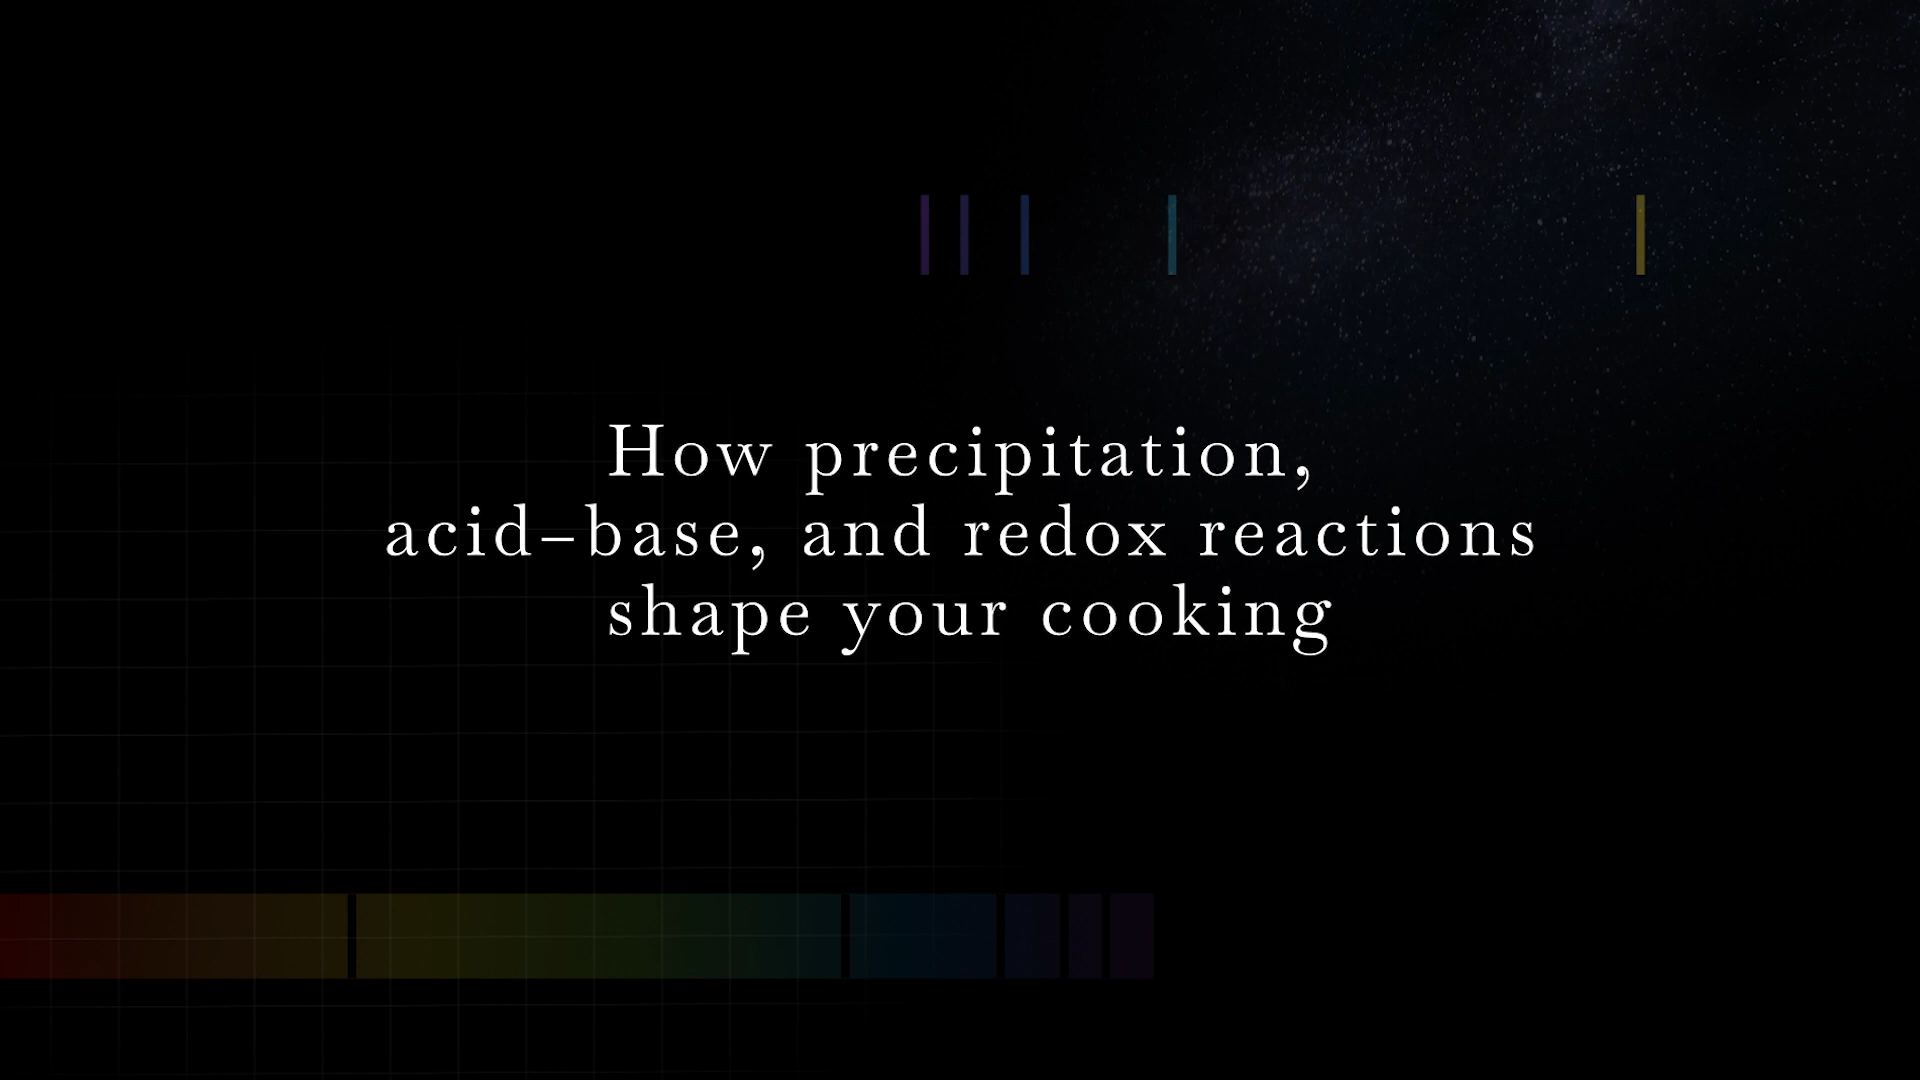 How precipitation,
acid–base, and redox reactions
shape your cooking